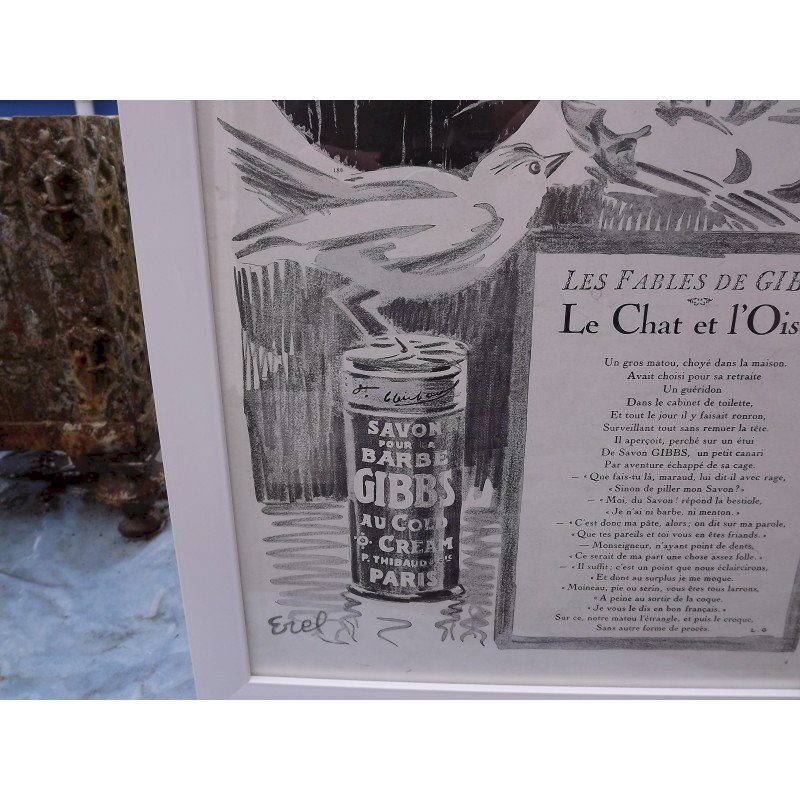 186
SAVON
POUR LA
BARBE
GIBBS
AU COLD
CREAM
P. THIBAUD & CIE
PARIS
Erel
LES FABLES DE GIBB
Le Chat et l'Ois
Un gros matou, choyé dans la maison.
Avait choisi pour sa retraite
Un guéridon
Dans le cabinet de toilette,
Et tout le jour il y faisait ronron,
Surveillant tout sans remuer la tête.
Il aperçoit, perché sur un étui
De Savon GIBBS, un petit canari
Par aventure échappé de sa cage.
— « Que fais-tu là, maraud, lui dit-il avec rage,
« Sinon de piller mon Savon ? »
— « Moi, du Savon ! répond la bestiole,
« Je n'ai ni barbe, ni menton. »
— « C'est donc ma pâte, alors ; on dit sur ma parole,
« Que tes pareils et toi vous en êtes friands. »
— Monseigneur, n'ayant point de dents,
« Ce serait de ma part une chose assez folle. »
— « Il suffit ; c'est un point que nous éclaircirons,
« Et dont au surplus je me moque.
« Moineau, pie ou serin, vous êtes tous larrons,
« A peine au sortir de la coque.
« Je vous le dis en bon français. »
Sur ce, notre matou l'étrangle, et puis le croque,
Sans autre forme de procès.
L. G